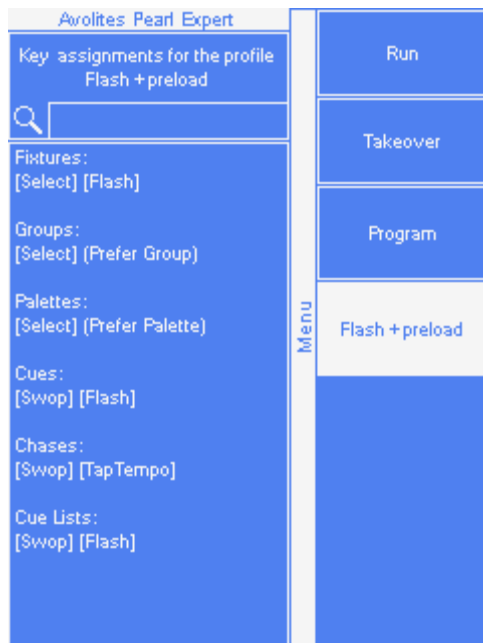 Avolites Pearl Expert
Key assignments for the profile
Flash +preload
Fixtures:
[Select] [Flash]
Groups:
[Select] (Prefer Group)
Palettes:
[Select] (Prefer Palette)
Cues:
[Swop] [Flash]
Chases:
[Swop] [TapTempo]
Cue Lists:
[Swop] [Flash]
Menu
Run
Takeover
Program
Flash +preload